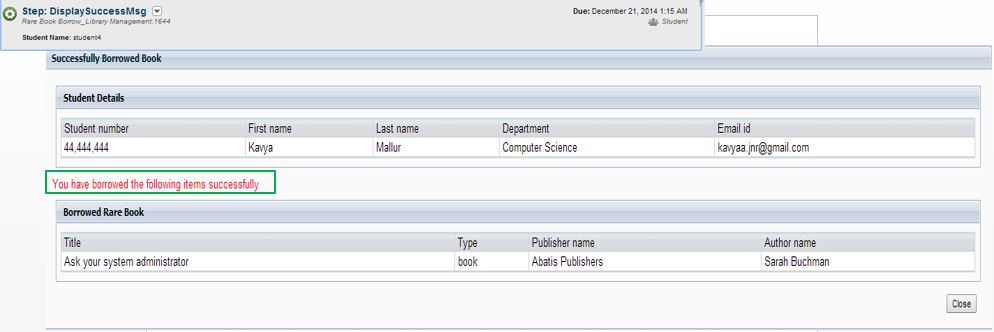 Step: DisplaySuccessMsg Due: December 21, 2014 1:15 AM
Rare Book Borrow_Library Management:1644 Student
Student Name: student4
Successfully Borrowed Book
Student Details
Student number First name Last name Department Email id
44,444,444 Kavya Mallur Computer Science kavyaa.jnr@gmail.com
You have borrowed the following items successfully
Borrowed Rare Book
Title Type Publisher name Author name
Ask your system administrator book Abatis Publishers Sarah Buchman
Close